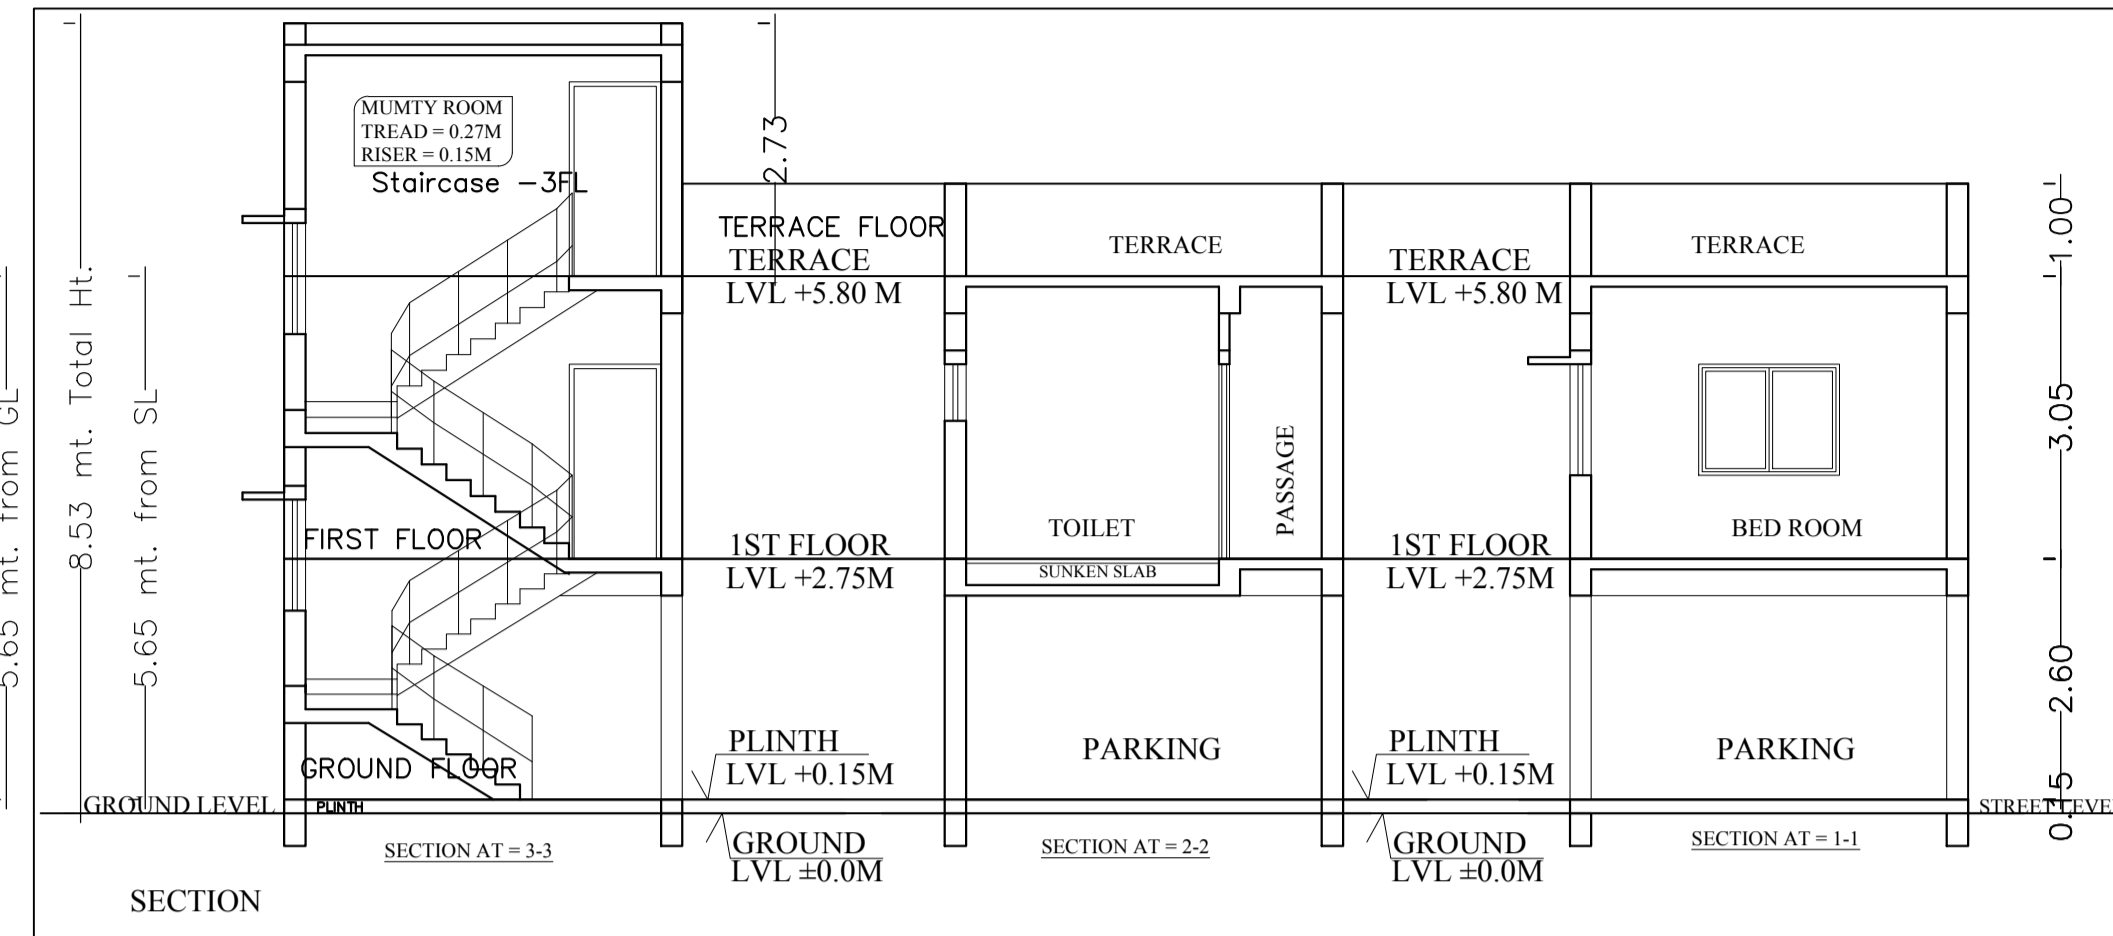 MUMTY ROOM
TREAD = 0.27M
RISER = 0.15M
Staircase -3FL
2.73
5.65 mt. from GL
8.53 mt. Total Ht.
5.65 mt. from SL
TERRACE FLOOR
TERRACE
LVL +5.80 M
TERRACE
TERRACE
LVL +5.80 M
TERRACE
1.00
3.05
FIRST FLOOR
1ST FLOOR
LVL +2.75M
TOILET
SUNKEN SLAB
PASSAGE
1ST FLOOR
LVL +2.75M
BED ROOM
2.60
GROUND FLOOR
PLINTH
LVL +0.15M
PARKING
PLINTH
LVL +0.15M
PARKING
0.15
GROUND LEVEL
PLINTH
STREET LEVE
SECTION AT = 3-3
GROUND
LVL ±0.0M
SECTION AT = 2-2
GROUND
LVL ±0.0M
SECTION AT = 1-1
SECTION